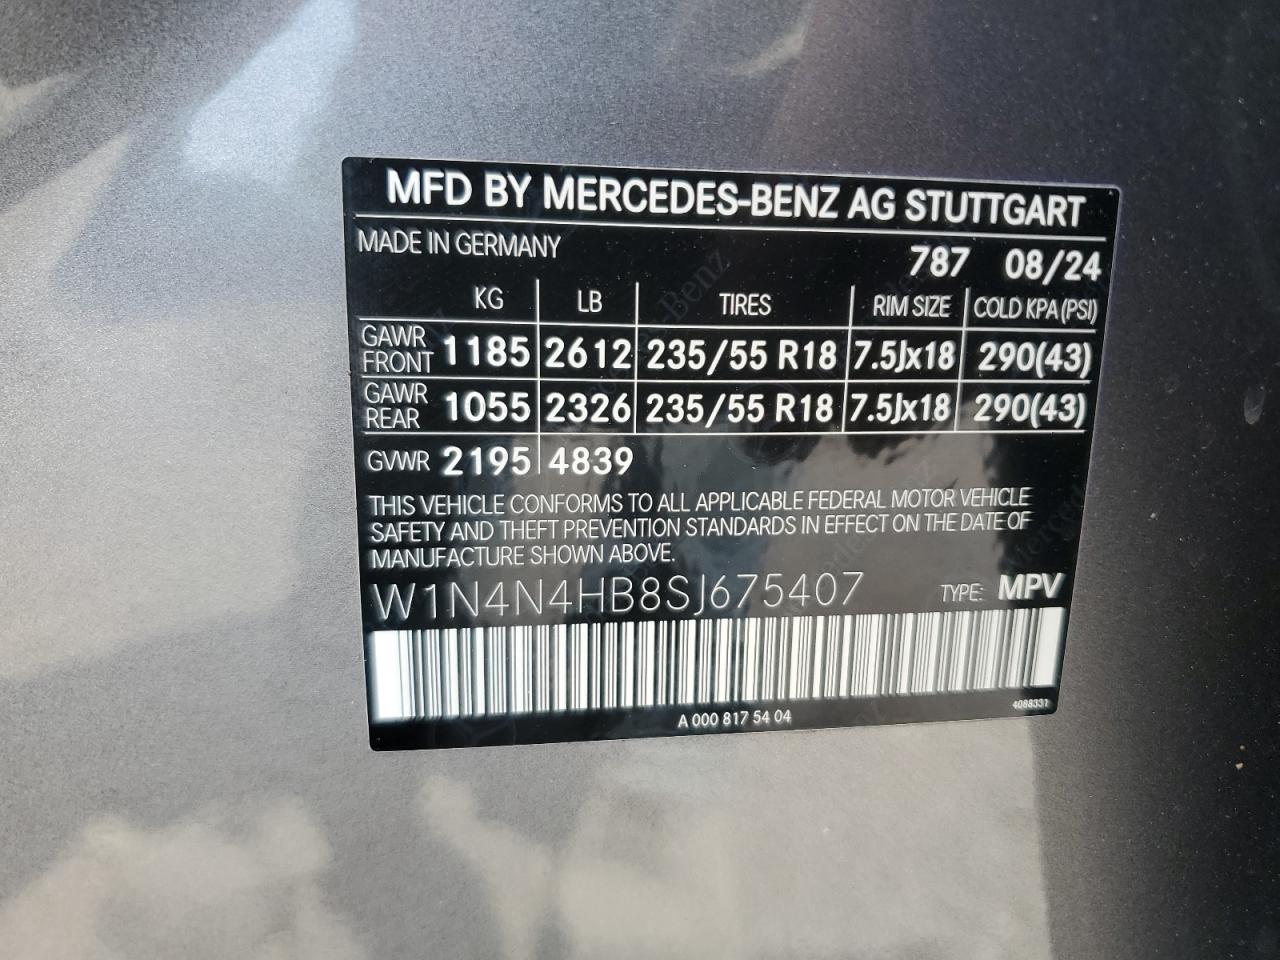 MFD BY MERCEDES-BENZ AG STUTTGART
MADE IN GERMANY 787 08/24
KG LB TIRES RIM SIZE COLD KPA (PSI)
GAWR FRONT 1185 2612 235/55 R18 7.5Jx18 290(43)
GAWR REAR 1055 2326 235/55 R18 7.5Jx18 290(43)
GVWR 2195 4839
THIS VEHICLE CONFORMS TO ALL APPLICABLE FEDERAL MOTOR VEHICLE
SAFETY AND THEFT PREVENTION STANDARDS IN EFFECT ON THE DATE OF
MANUFACTURE SHOWN ABOVE.
W1N4N4HB8SJ675407 TYPE: MPV
A 000 817 54 04 4088331